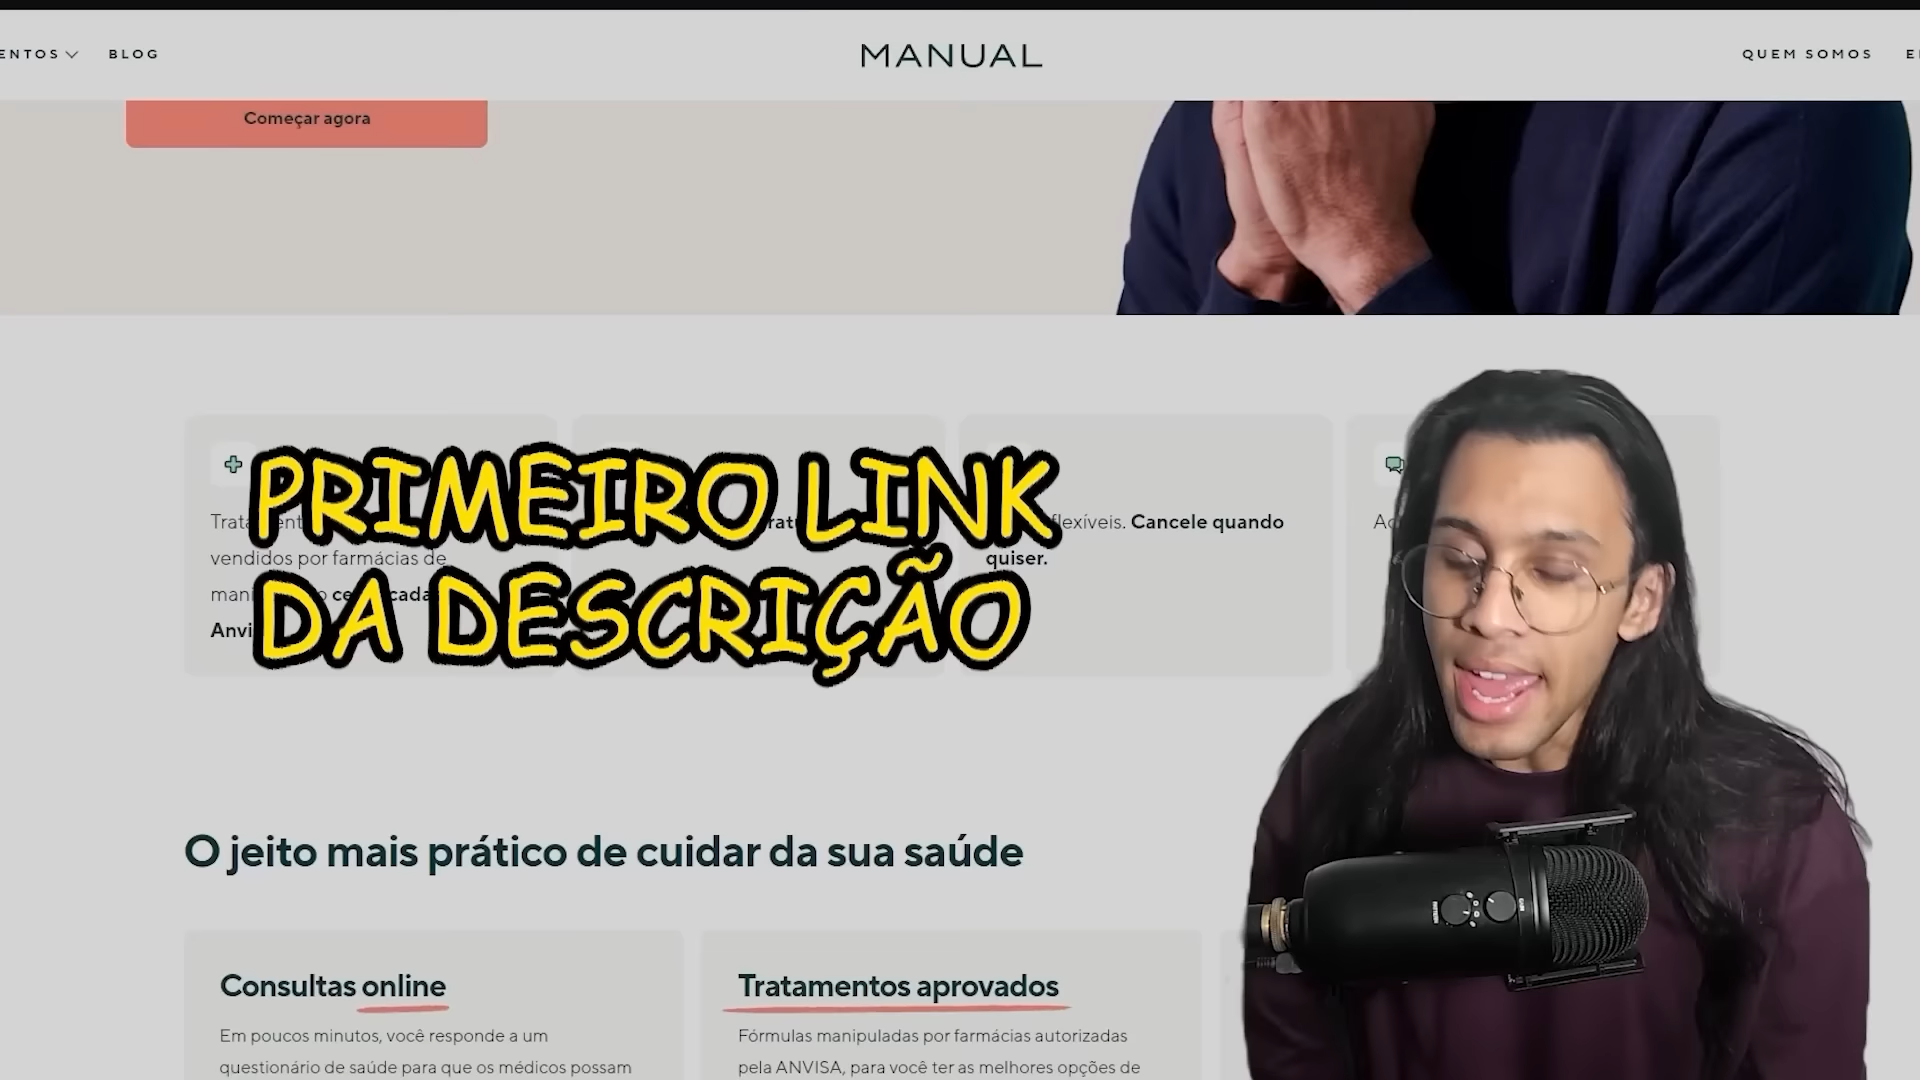 BLOG
MANUAL
QUEM SOMOS
Começar agora
PRIMEIRO LINK
DA DESCRIÇÃO
flexíveis. Cancele quando
quiser.
vendidos por farmácias de
O jeito mais prático de cuidar da sua saúde
Consultas online
Em poucos minutos, você responde a um
questionário de saúde para que os médicos possam
Tratamentos aprovados
Fórmulas manipuladas por farmácias autorizadas
pela ANVISA, para você ter as melhores opções de